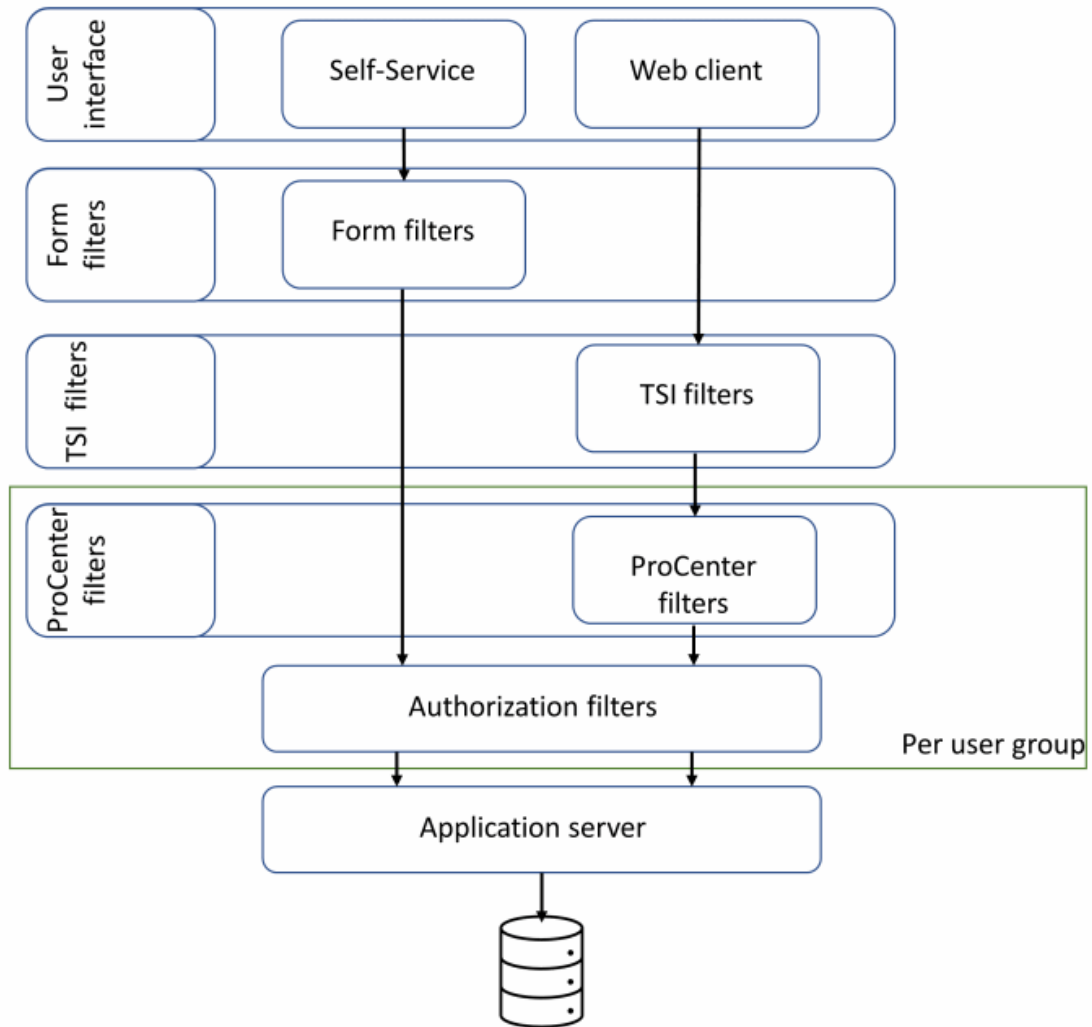 User
interface
Self-Service
Web client
Form
filters
Form filters
TSI filters
TSI filters
ProCenter
filters
ProCenter
filters
Authorization filters
Per user group
Application server